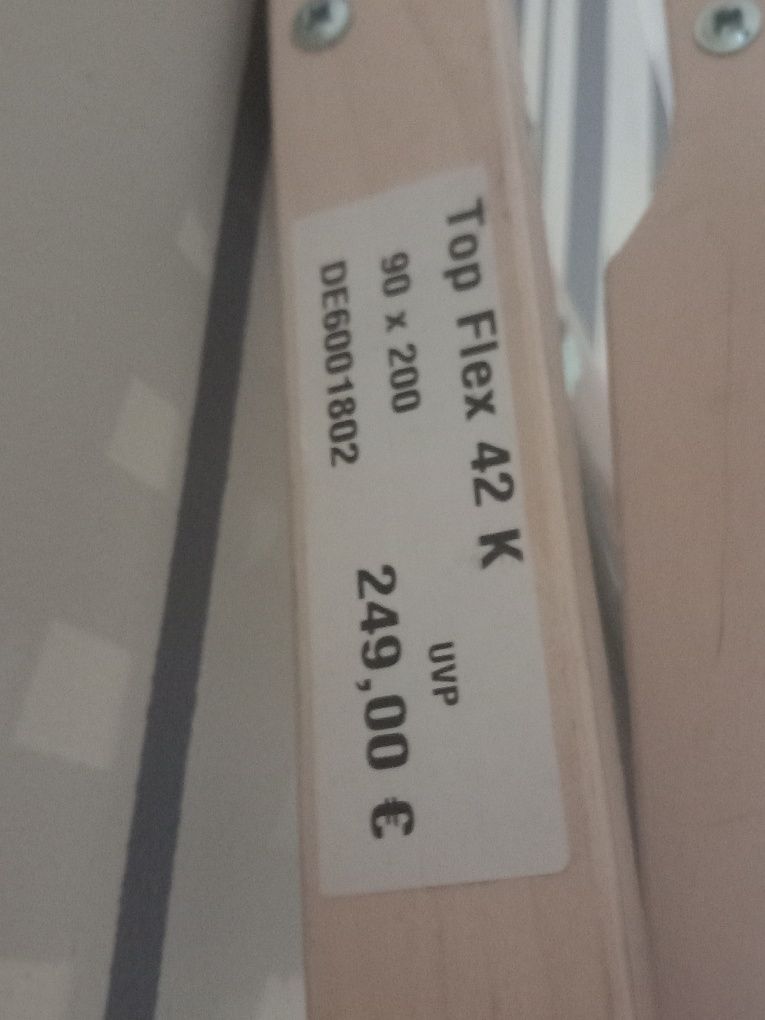 Top Flex 42 K
90 x 200
DE6001802
UVP
249,00 €